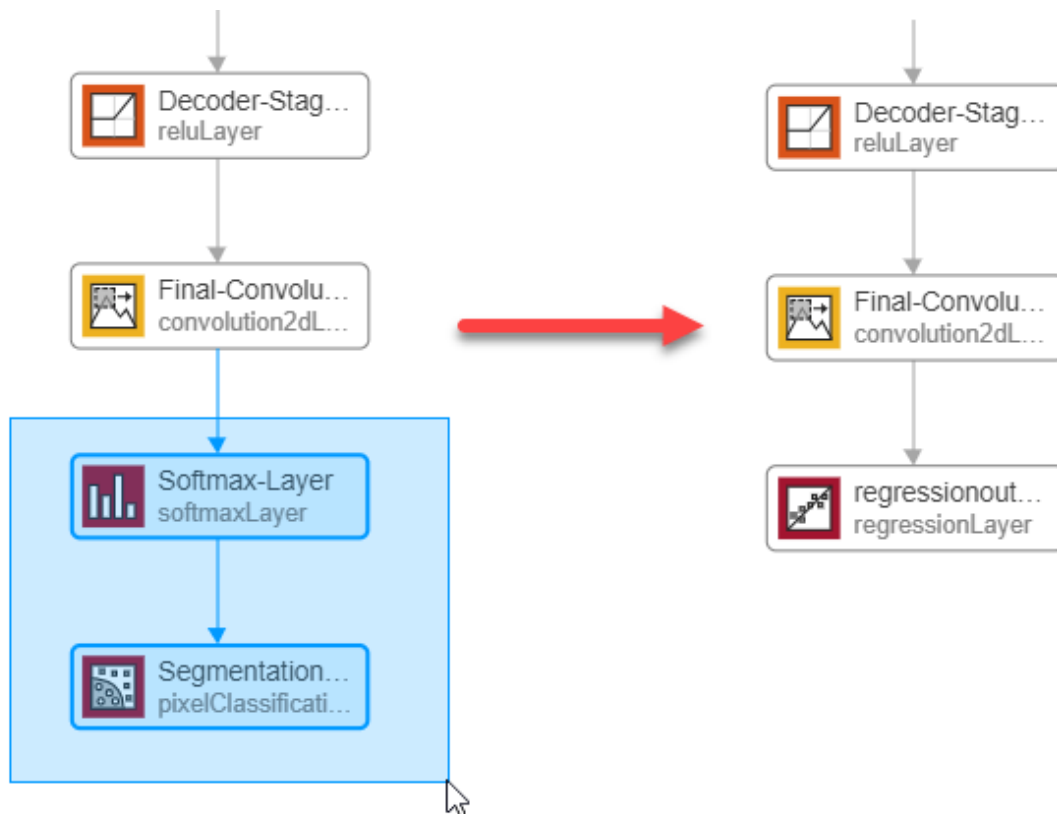 Decoder-Stag...
reluLayer
Final-Convolu...
convolution2dL...
Softmax-Layer
softmaxLayer
Segmentation...
pixelClassificati...
Decoder-Stag...
reluLayer
Final-Convolu...
convolution2dL...
regressionout...
regressionLayer